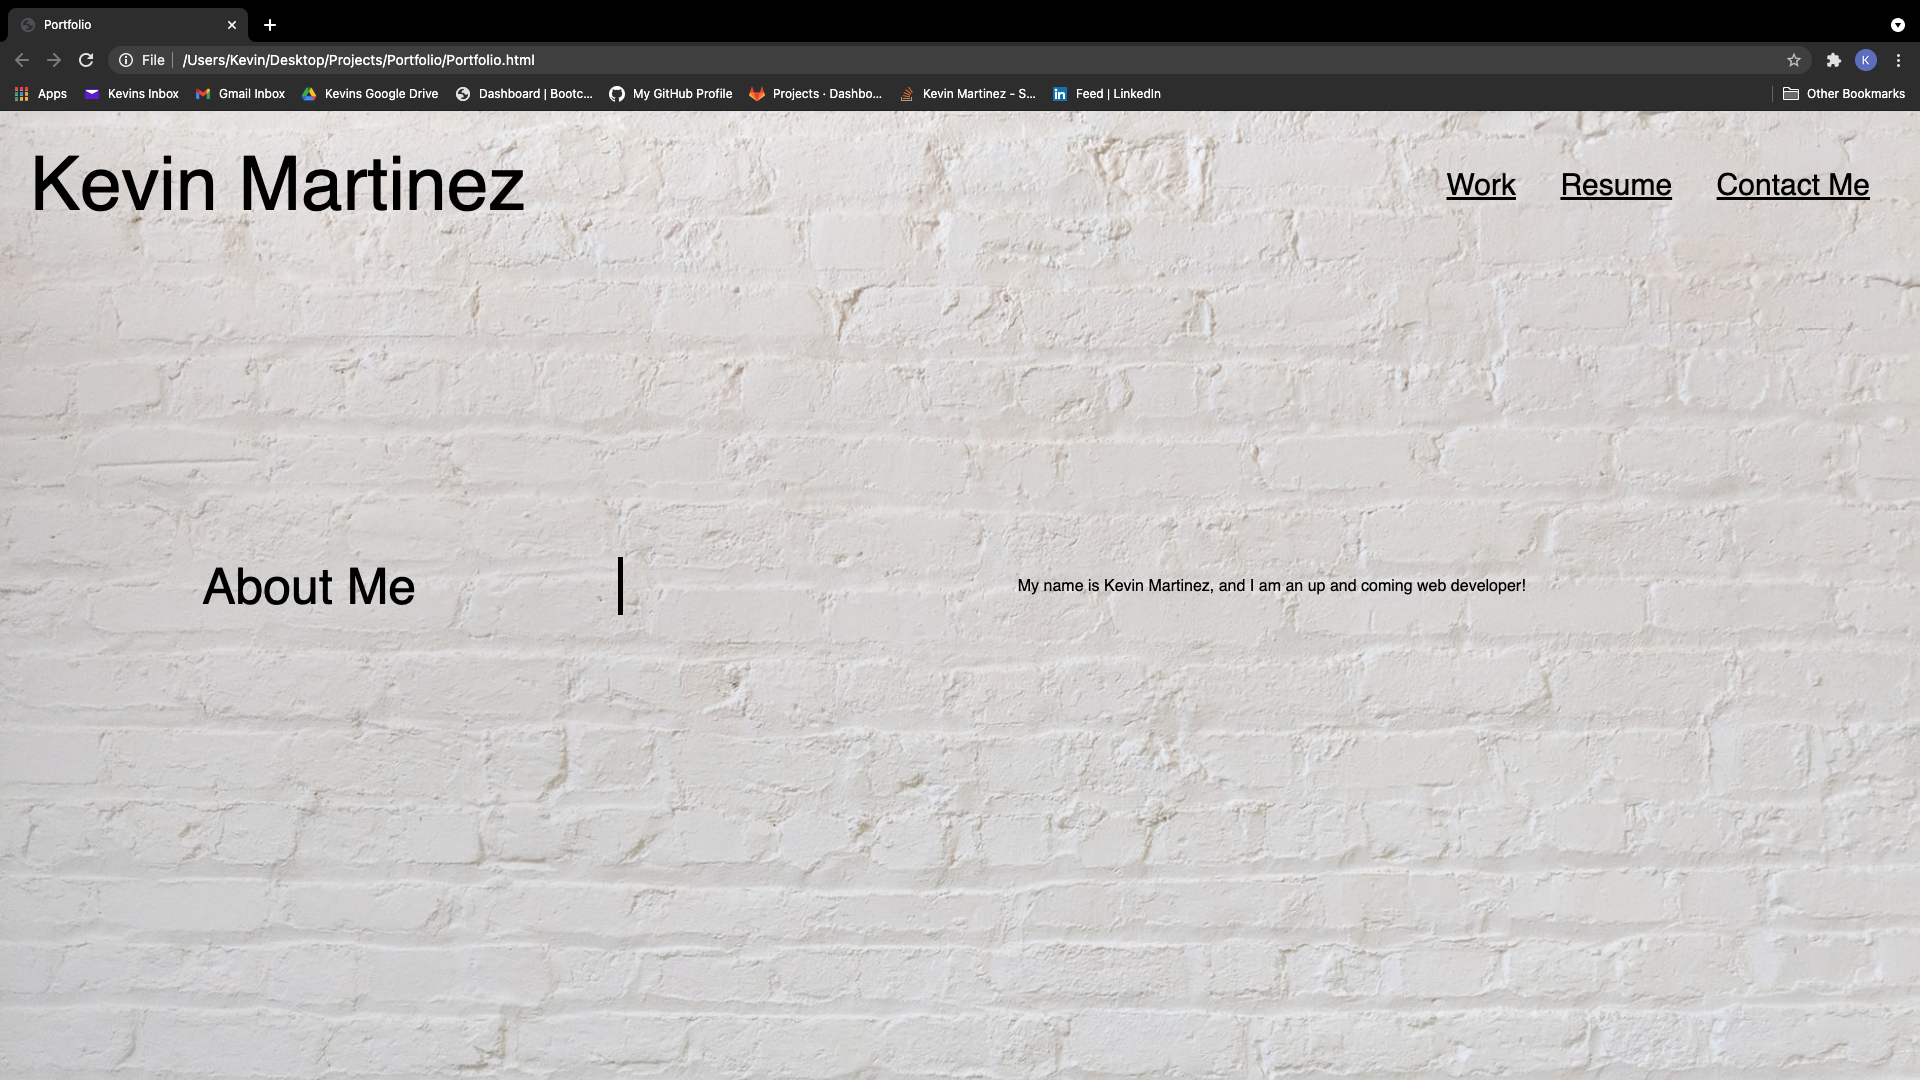 Portfolio
File /Users/Kevin/Desktop/Projects/Portfolio/Portfolio.html K
Apps Kevins Inbox Gmail Inbox Kevins Google Drive Dashboard | Bootc... My GitHub Profile Projects · Dashbo... Kevin Martinez - S... Feed | LinkedIn Other Bookmarks
Kevin Martinez Work Resume Contact Me
About Me My name is Kevin Martinez, and I am an up and coming web developer!